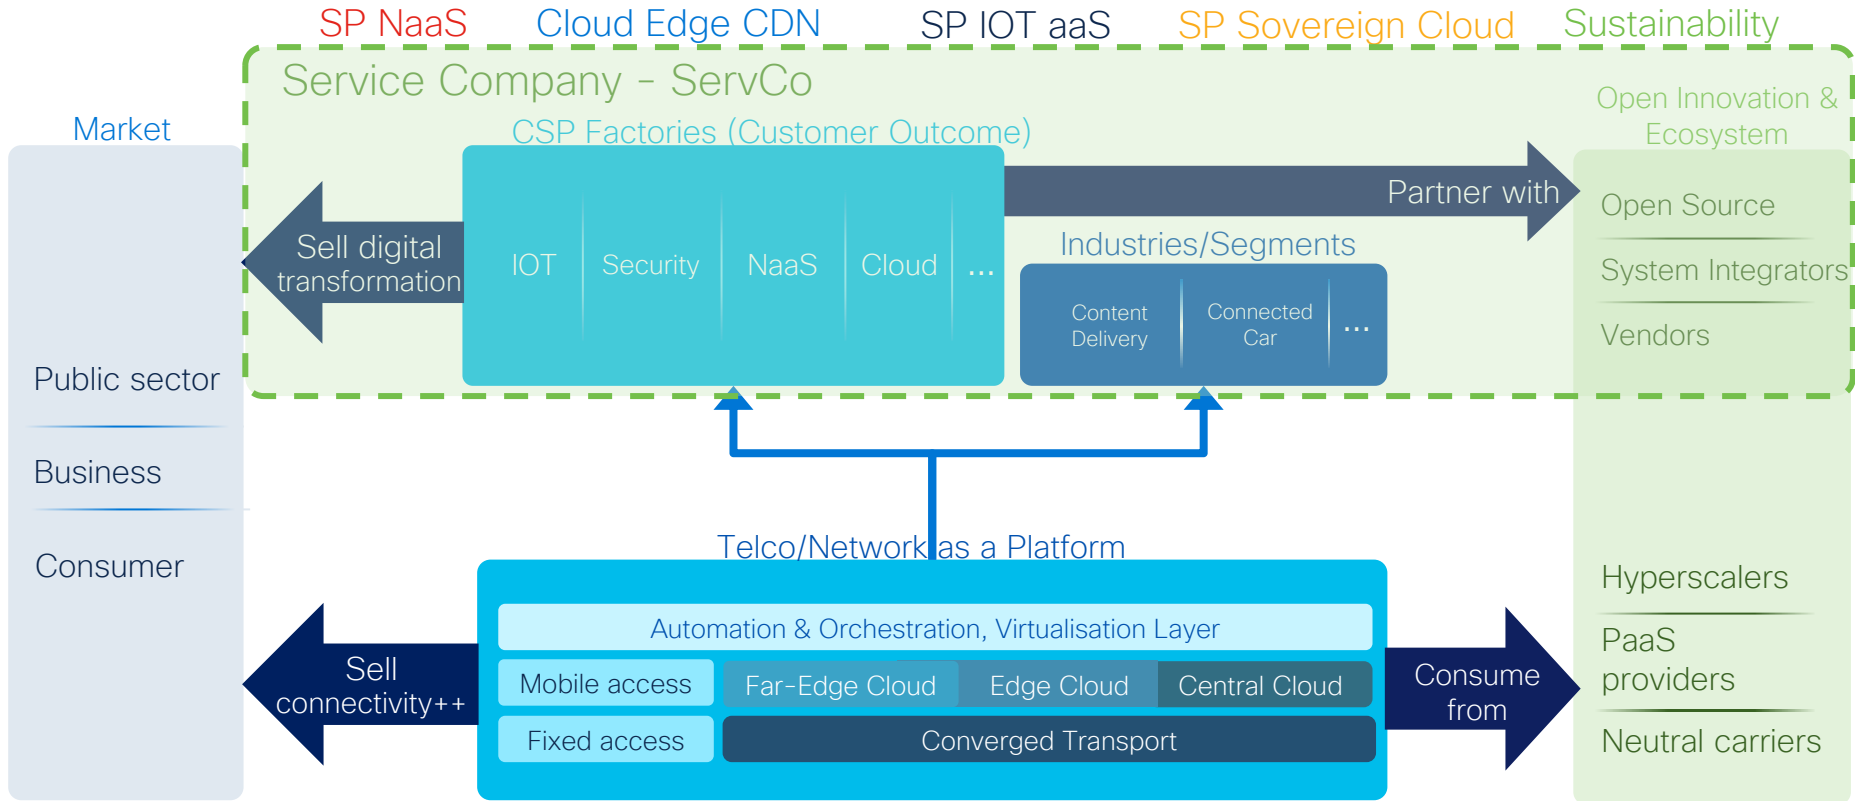 SP NaaS
Cloud Edge CDN
SP IOT aaS
SP Sovereign Cloud
Sustainability
Service Company - ServCo
Market
CSP Factories (Customer Outcome)
Open Innovation &
Ecosystem
Sell digital
transformation
IOT
Security
NaaS
Cloud
...
Partner with
Industries/Segments
Content
Delivery
Connected
Car
...
Open Source
System Integrators
Vendors
Public sector
Business
Consumer
Telco/Network as a Platform
Automation & Orchestration, Virtualisation Layer
Sell
connectivity++
Mobile access
Far-Edge Cloud
Edge Cloud
Central Cloud
Fixed access
Converged Transport
Consume
from
Hyperscalers
PaaS
providers
Neutral carriers